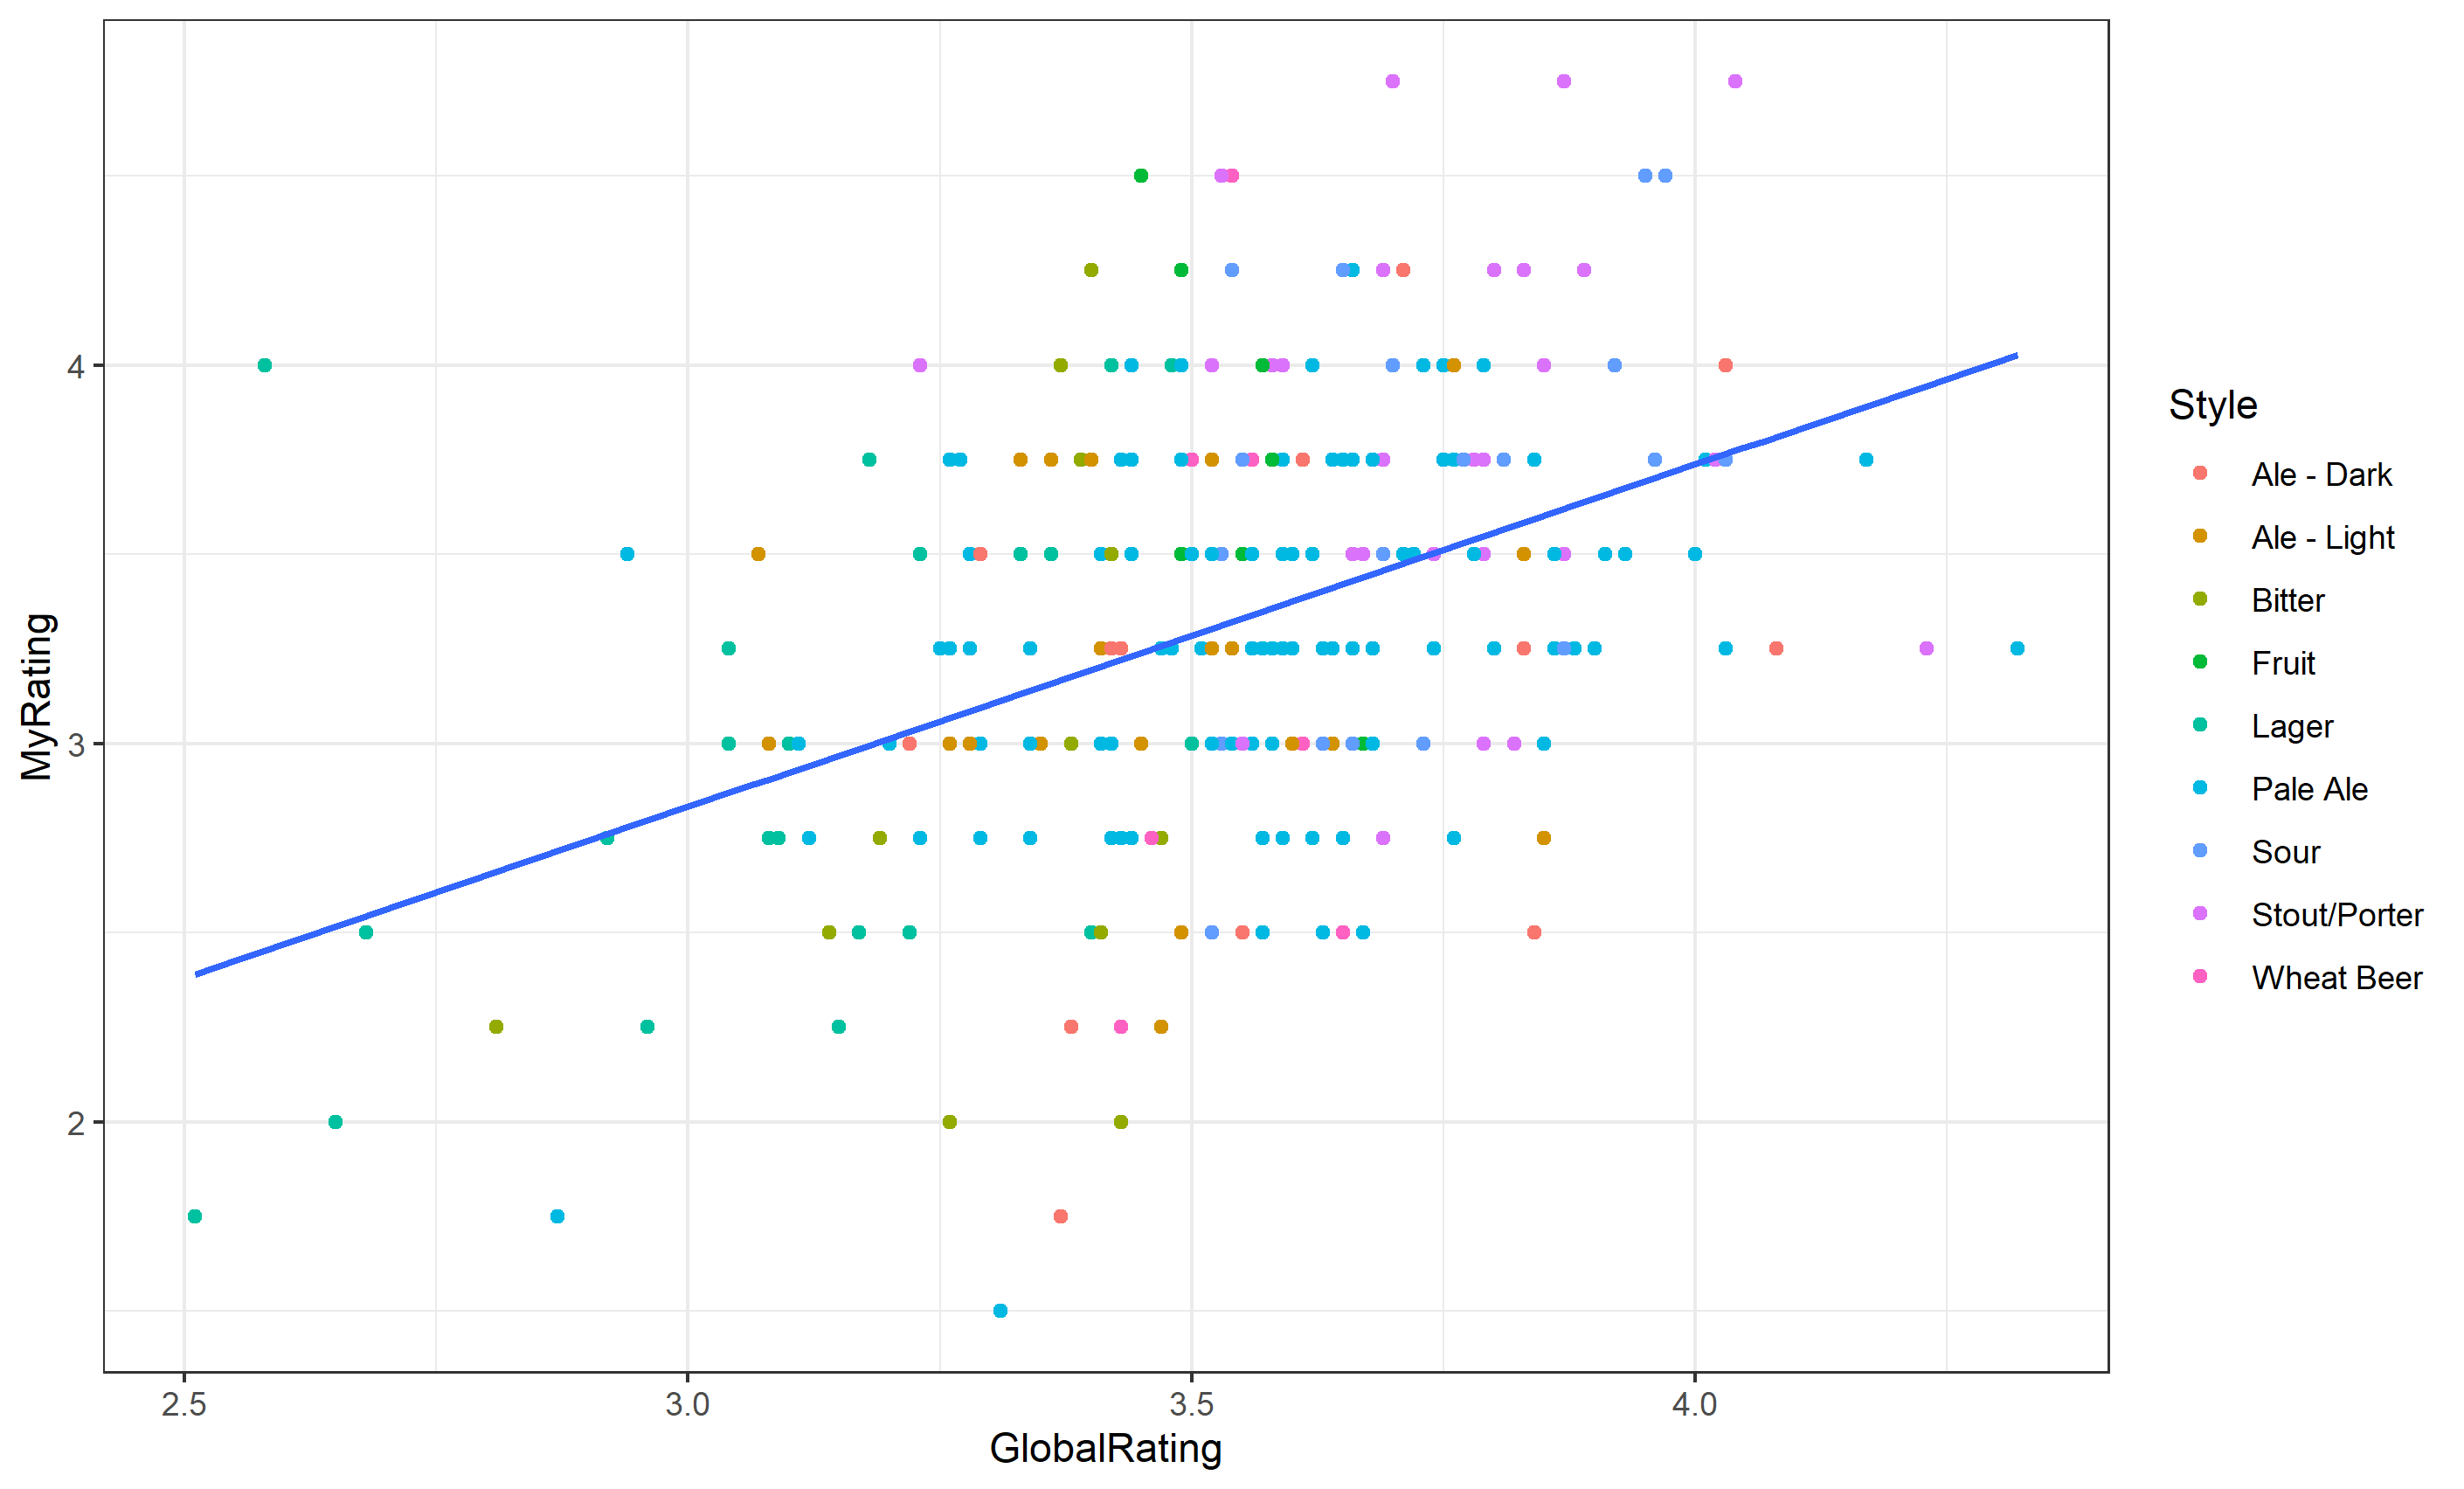 MyRating
4
3
2
2.5 3.0 3.5 4.0
GlobalRating
Style
Ale - Dark
Ale - Light
Bitter
Fruit
Lager
Pale Ale
Sour
Stout/Porter
Wheat Beer